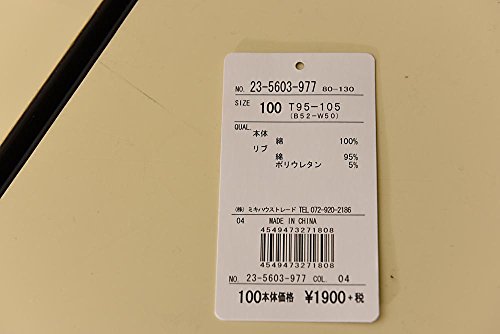 NO. 23-5603-977 80-130
SIZE 100 T95-105
(B52-W50)
QUAL.
本体
綿 100%
リブ
綿 95%
ポリウレタン 5%
(株) ミキハウストレード TEL 072-920-2186
04 MADE IN CHINA
4549473271808
4549473271808
NO. 23-5603-977 COL. 04
100本体価格 ¥1900+税